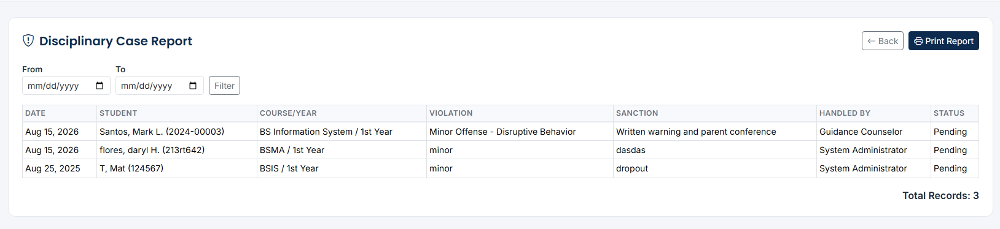 Disciplinary Case Report
← Back
Print Report
From
To
mm/dd/yyyy
mm/dd/yyyy
Filter
DATE STUDENT COURSE/YEAR VIOLATION SANCTION HANDLED BY STATUS
Aug 15, 2026 Santos, Mark L. (2024-00003) BS Information System / 1st Year Minor Offense - Disruptive Behavior Written warning and parent conference Guidance Counselor Pending
Aug 15, 2026 flores, daryl H. (213rt642) BSMA / 1st Year minor dasdas System Administrator Pending
Aug 25, 2025 T, Mat (124567) BSIS / 1st Year minor dropout System Administrator Pending
Total Records: 3